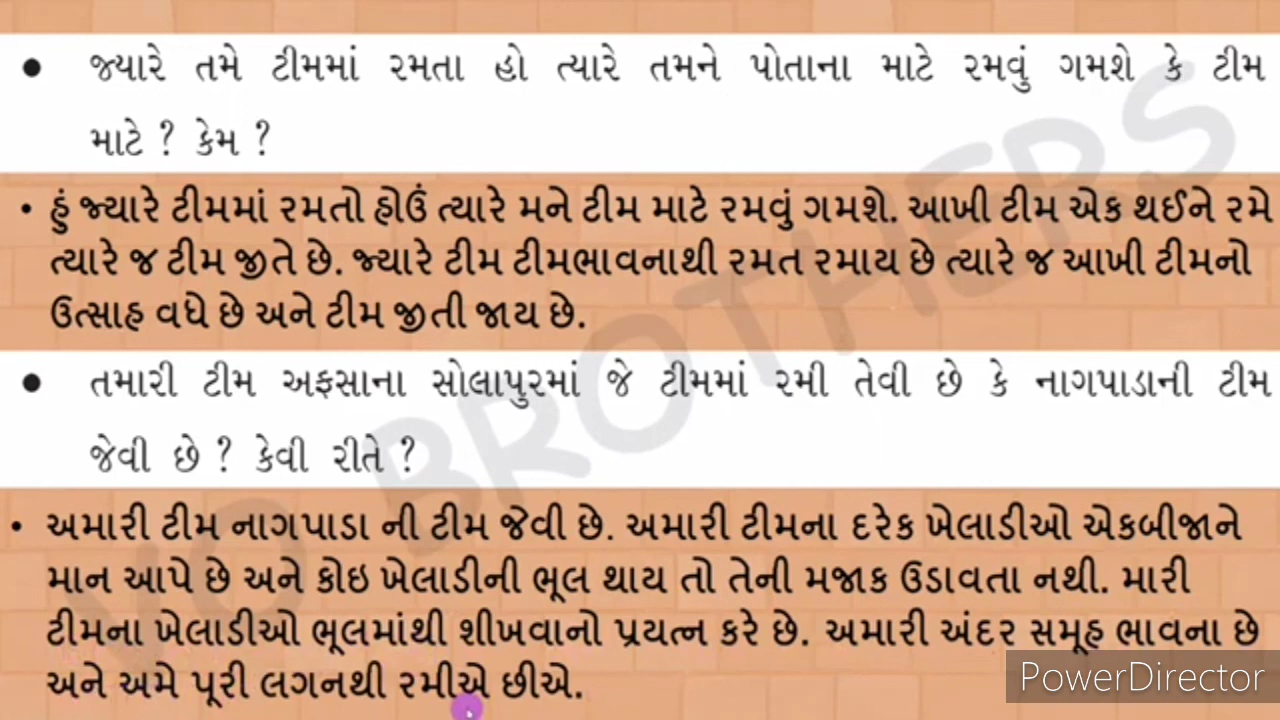 ● જ્યારે તમે ટીમમાં રમતા હો ત્યારે તમને પોતાના માટે રમવું ગમશે કે ટીમ
માટે ? કેમ ?
• હું જ્યારે ટીમમાં રમતો હોઉં ત્યારે મને ટીમ માટે રમવું ગમશે. આખી ટીમ એક થઈને રમે
ત્યારે જ ટીમ જીતે છે. જ્યારે ટીમ ટીમભાવનાથી રમત રમાય છે ત્યારે જ આખી ટીમનો
ઉત્સાહ વધે છે અને ટીમ જીતી જાય છે.
● તમારી ટીમ અફસાના સોલાપુરમાં જે ટીમમાં રમી તેવી છે કે નાગપાડાની ટીમ
જેવી છે ? કેવી રીતે ?
• અમારી ટીમ નાગપાડા ની ટીમ જેવી છે. અમારી ટીમના દરેક ખેલાડીઓ એકબીજાને
માન આપે છે અને કોઇ ખેલાડીની ભૂલ થાય તો તેની મજાક ઉડાવતા નથી. મારી
ટીમના ખેલાડીઓ ભૂલમાંથી શીખવાનો પ્રયત્ન કરે છે. અમારી અંદર સમૂહ ભાવના છે
અને અમે પૂરી લગનથી રમીએ છીએ.
BROTHERS
PowerDirector